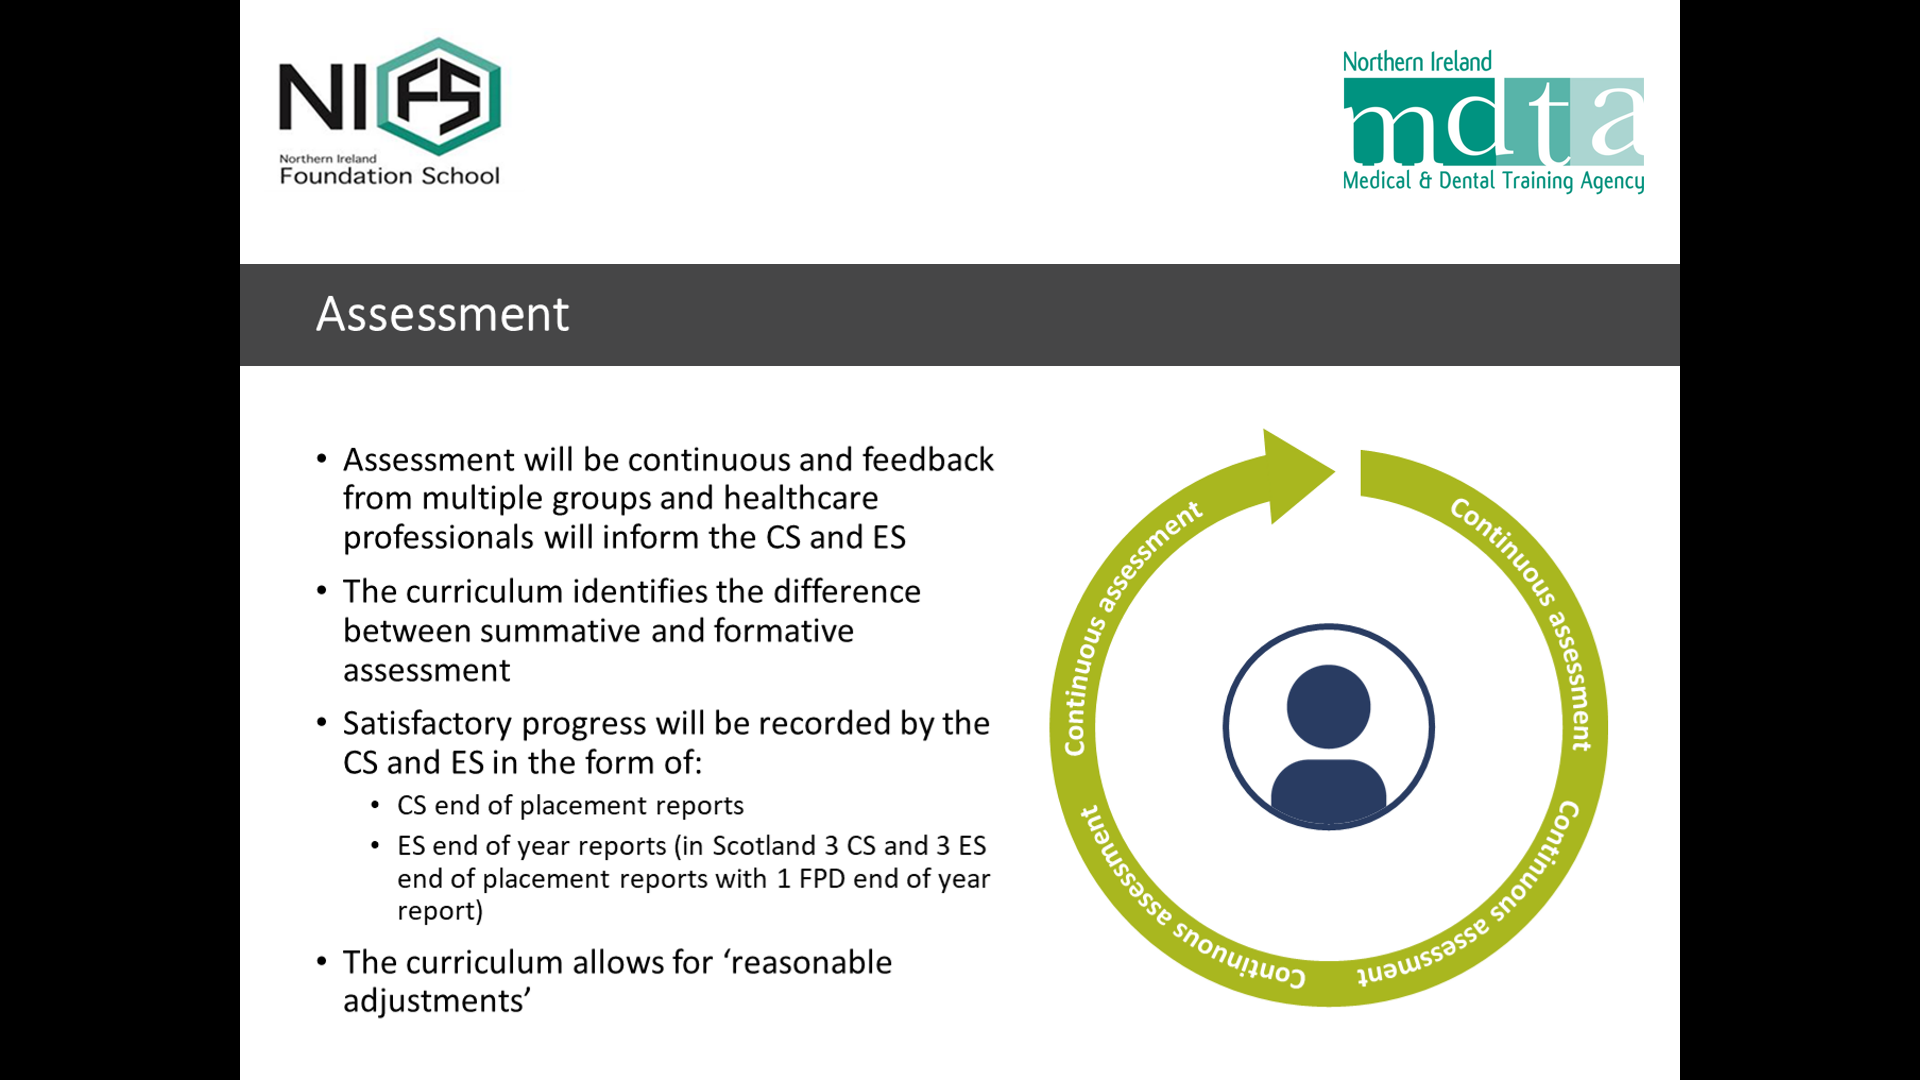 NIFS
Northern Ireland
Foundation School
Northern Ireland
mdta
Medical & Dental Training Agency
Assessment
• Assessment will be continuous and feedback
from multiple groups and healthcare
professionals will inform the CS and ES
• The curriculum identifies the difference
between summative and formative
assessment
• Satisfactory progress will be recorded by the
CS and ES in the form of:
• CS end of placement reports
• ES end of year reports (in Scotland 3 CS and 3 ES
end of placement reports with 1 FPD end of year
report)
• The curriculum allows for ‘reasonable
adjustments’
Continuous assessment
Continuous assessment
Continuous assessment
Continuous assessment